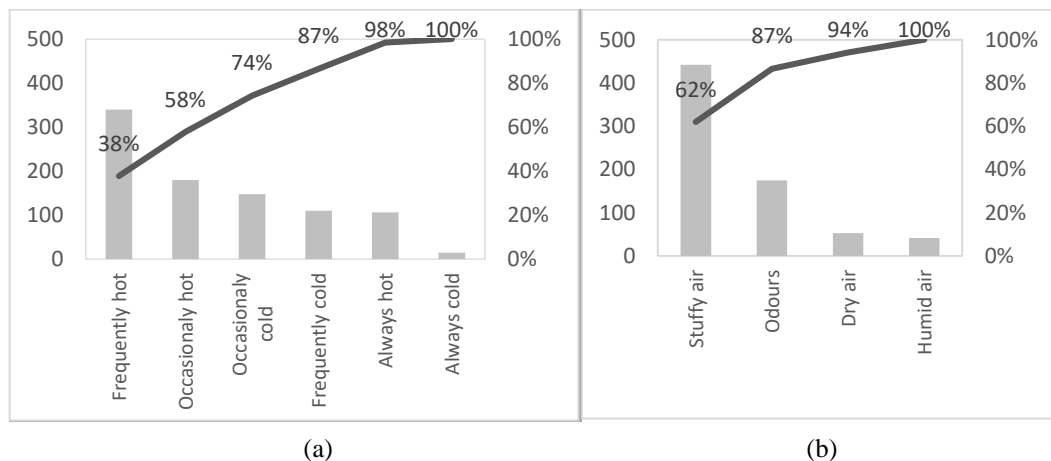 38%
58%
74%
87%
98%
100%
500
400
300
200
100
0
100%
80%
60%
40%
20%
0%
Frequently hot
Occasionaly hot
Occasionaly
cold
Frequently cold
Always hot
Always cold
(a)
62%
87%
94%
100%
500
400
300
200
100
0
100%
80%
60%
40%
20%
0%
Stuffy air
Odours
Dry air
Humid air
(b)